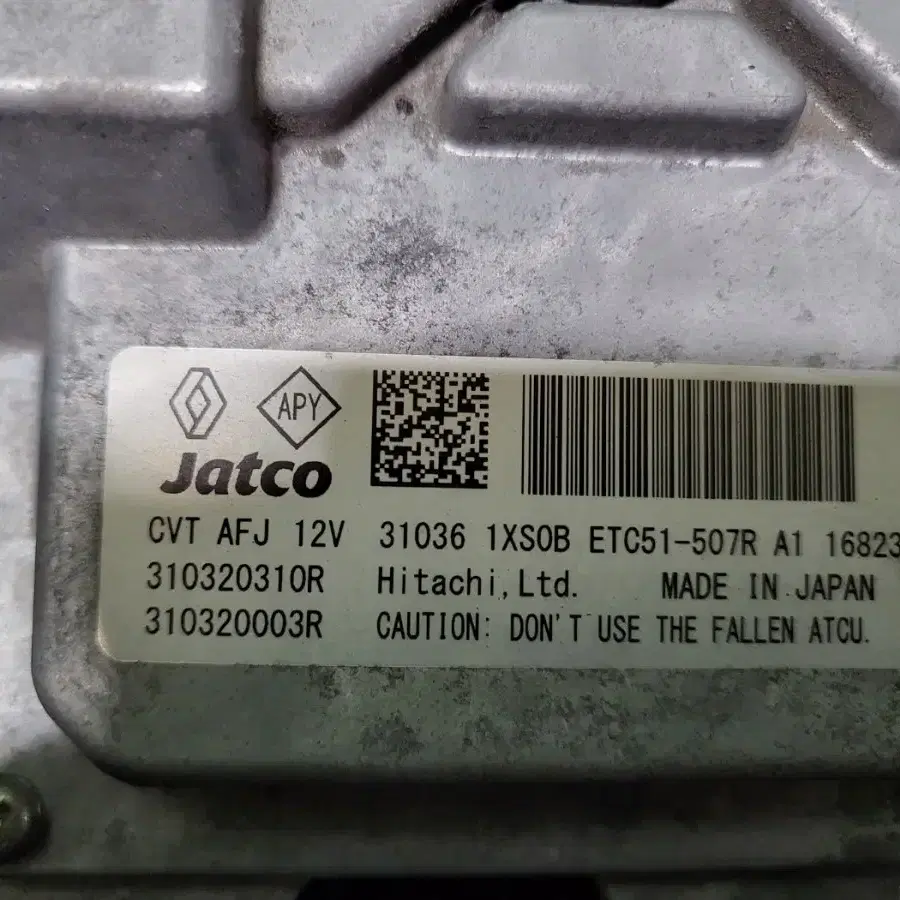 APY
Jatco
CVT AFJ 12V 31036 1XS0B ETC51-507R A1 16823
310320310R Hitachi,Ltd. MADE IN JAPAN
310320003R CAUTION: DON'T USE THE FALLEN ATCU.